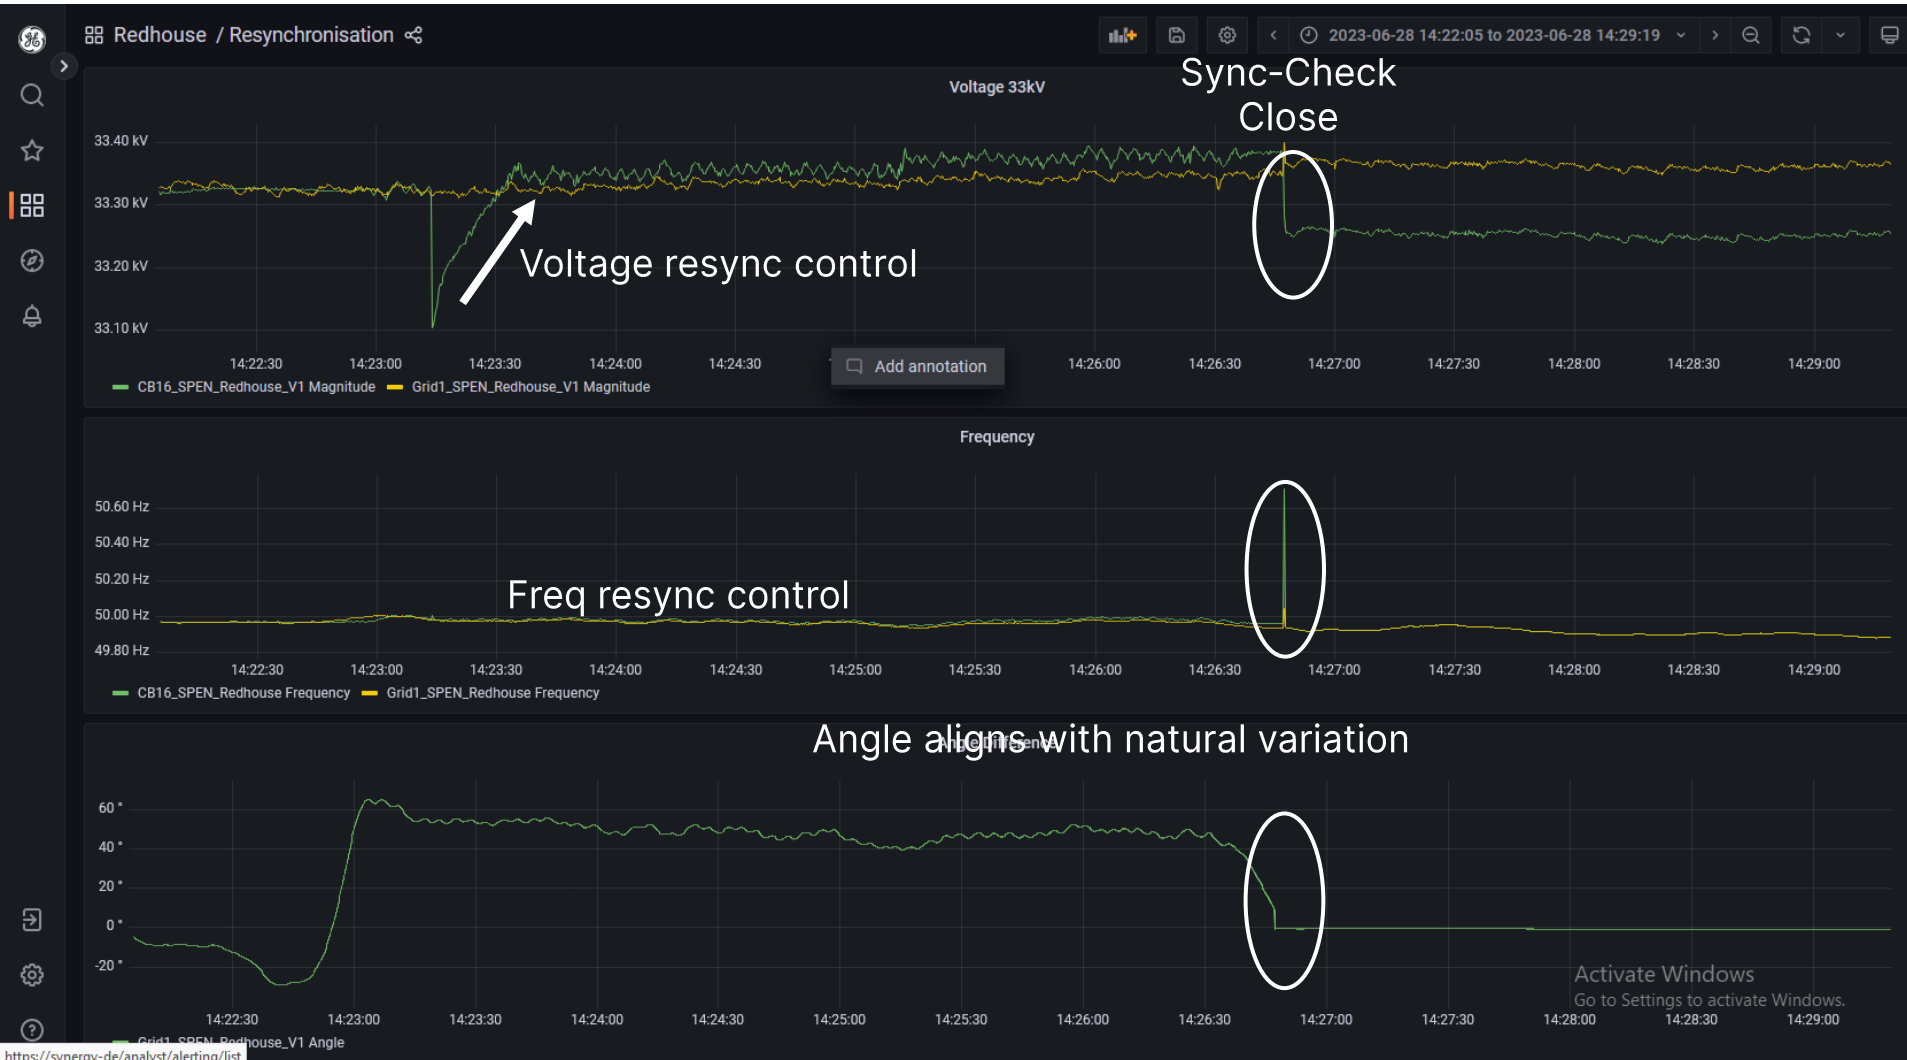 Redhouse / Resynchronisation
2023-06-28 14:22:05 to 2023-06-28 14:29:19
Sync-Check
Close
Voltage 33kV
33.40 kV
33.30 kV
33.20 kV
33.10 kV
Voltage resync control
14:22:30 14:23:00 14:23:30 14:24:00 14:24:30 14:26:00 14:26:30 14:27:00 14:27:30 14:28:00 14:28:30 14:29:00
Add annotation
CB16_SPEN_Redhouse_V1 Magnitude Grid1_SPEN_Redhouse_V1 Magnitude
Frequency
50.60 Hz
50.40 Hz
50.20 Hz
50.00 Hz
49.80 Hz
Freq resync control
14:22:30 14:23:00 14:23:30 14:24:00 14:24:30 14:25:00 14:25:30 14:26:00 14:26:30 14:27:00 14:27:30 14:28:00 14:28:30 14:29:00
CB16_SPEN_Redhouse Frequency Grid1_SPEN_Redhouse Frequency
Angle aligns with natural variation
Angle Difference
60 °
40 °
20 °
0 °
-20 °
Activate Windows
Go to Settings to activate Windows.
14:22:30 14:23:00 14:23:30 14:24:00 14:24:30 14:25:00 14:25:30 14:26:00 14:26:30 14:27:00 14:27:30 14:28:00 14:28:30 14:29:00
Grid1_SPEN_Redhouse_V1 Angle
https://synergy-de/analyst/alerting/list